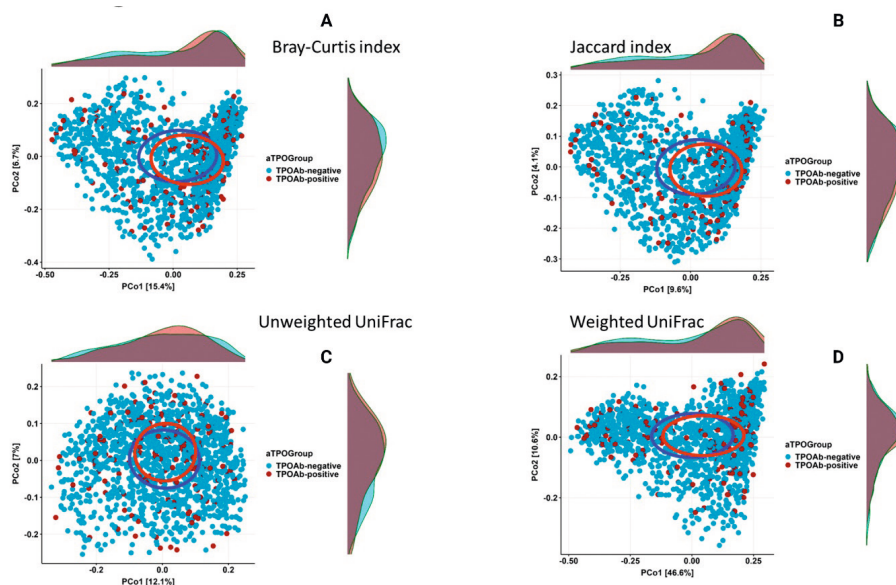 A
Bray-Curtis index
0.2
0.0
-0.2
-0.4
PCo2 [6.7%]
-0.50
-0.25
0.00
0.25
PCo1 [15.4%]
aTPOGroup
TPOAb-negative
TPOAb-positive
B
Jaccard index
0.3
0.2
0.1
0.0
-0.1
-0.2
-0.3
PCo2 [4.1%]
-0.25
0.00
0.25
PCo1 [9.6%]
aTPOGroup
TPOAb-negative
TPOAb-positive
Unweighted UniFrac
C
0.2
0.1
0.0
-0.1
-0.2
PCo2 [7%]
-0.2
0
0.2
PCo1 [12.1%]
aTPOGroup
TPOAb-negative
TPOAb-positive
Weighted UniFrac
D
0.2
0.0
-0.2
PCo2 [10.6%]
-0.50
-0.25
0.00
0.25
PCo1 [46.6%]
aTPOGroup
TPOAb-negative
TPOAb-positive